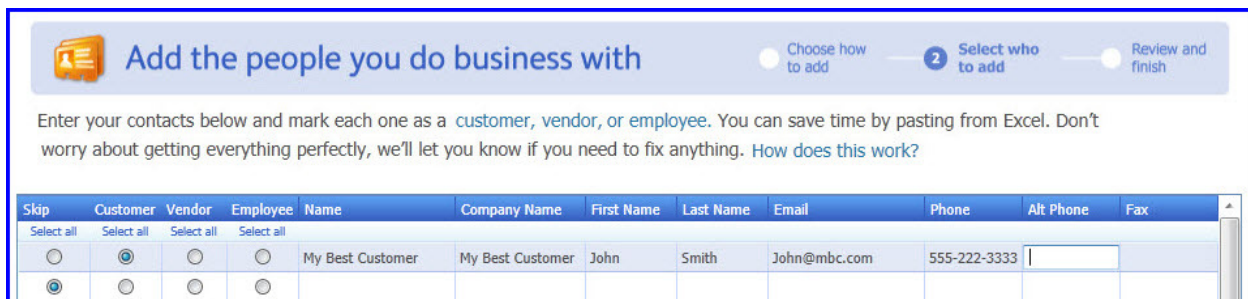 Add the people you do business with
Choose how
to add
2
Select who
to add
Review and
finish
Enter your contacts below and mark each one as a customer, vendor, or employee. You can save time by pasting from Excel. Don't
worry about getting everything perfectly, we'll let you know if you need to fix anything. How does this work?
Skip Customer Vendor Employee Name Company Name First Name Last Name Email Phone Alt Phone Fax
Select all Select all Select all Select all
My Best Customer My Best Customer John Smith John@mbc.com 555-222-3333